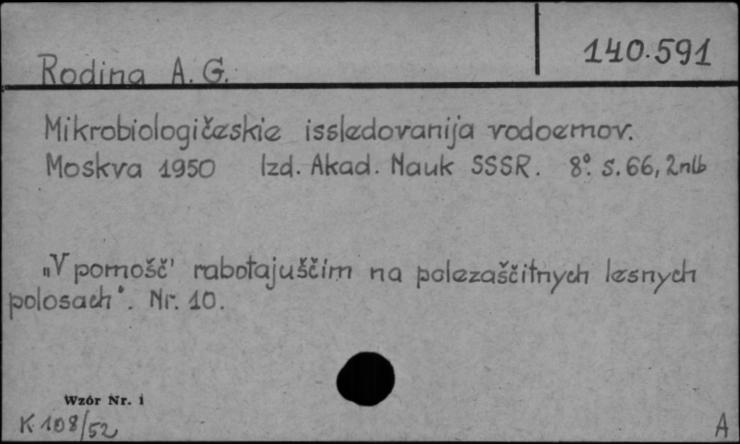 140.591
Rodina A. G.
Mikrobiologičeskie issledovanija vodoemov.
Moskva 1950 Izd. Akad. Nauk SSSR. 8° s. 66, 2nlb
„V pomošč' rabotajuščim na polezaščitnych lesnych
polosach". Nr. 10.
Wzór Nr. 1
K 108/52
A